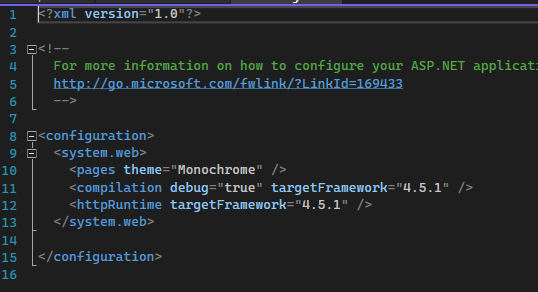 1 <?xml version="1.0"?>
2
3 <!--
4 For more information on how to configure your ASP.NET
5 http://go.microsoft.com/fwlink/?LinkId=169433
6 -->
7
8 <configuration>
9 <system.web>
10 <pages theme="Monochrome" />
11 <compilation debug="true" targetFramework="4.5.1" />
12 <httpRuntime targetFramework="4.5.1" />
13 </system.web>
14
15 </configuration>
16